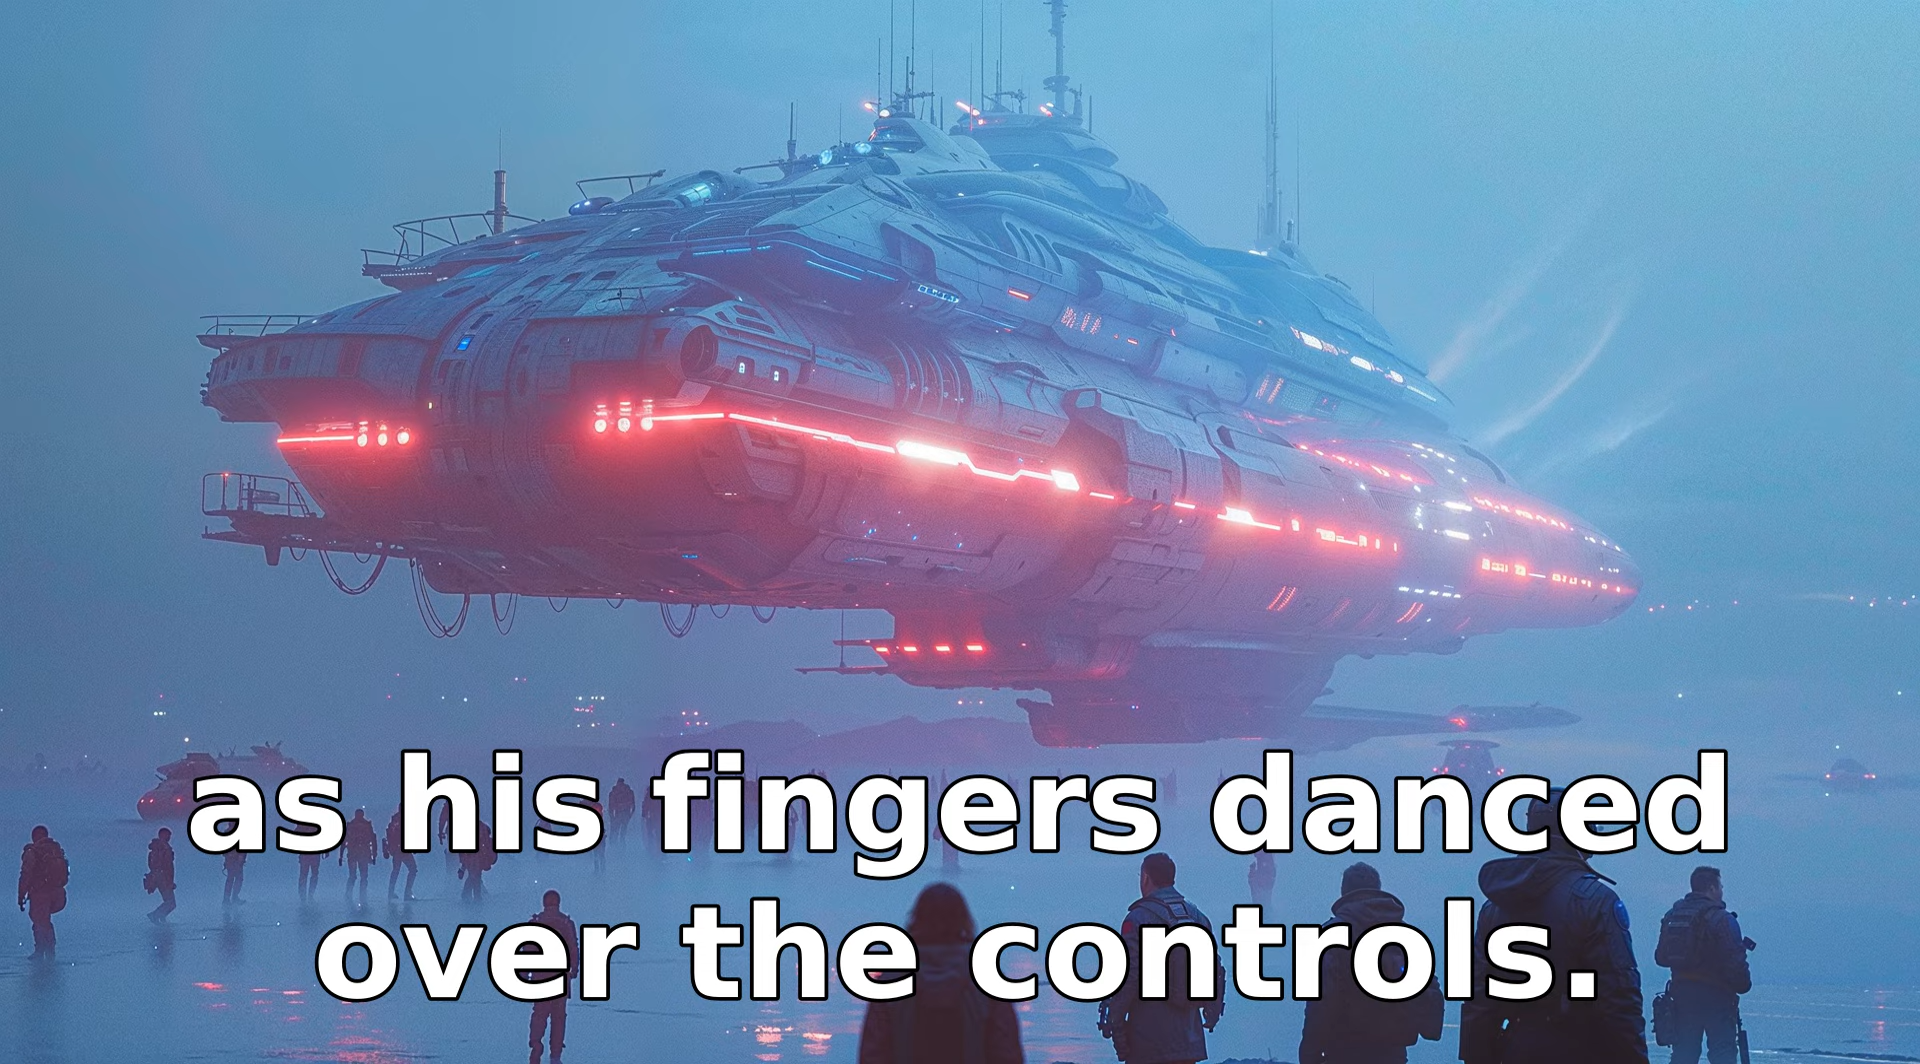 as his fingers danced
over the controls.